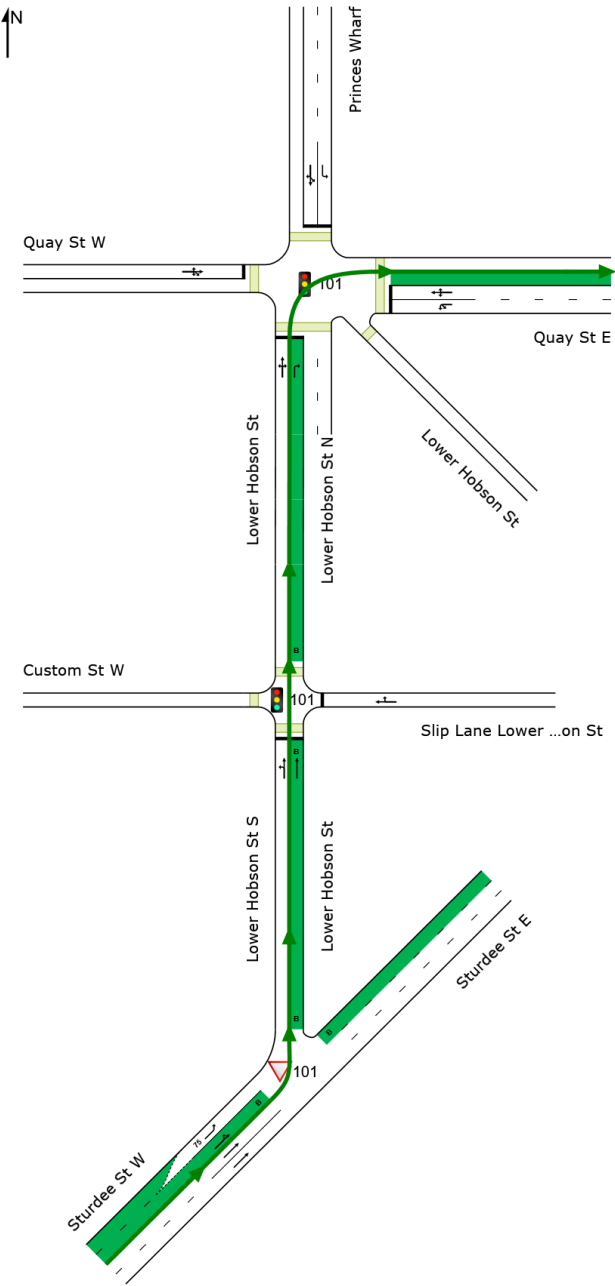 N
Princes Wharf
Quay St W
101
Quay St E
Lower Hobson St
Lower Hobson St
Lower Hobson St N
B
Custom St W
101
Slip Lane Lower ...on St
B
Lower Hobson St S
Lower Hobson St
Sturdee St E
B
B
101
B
75
Sturdee St W